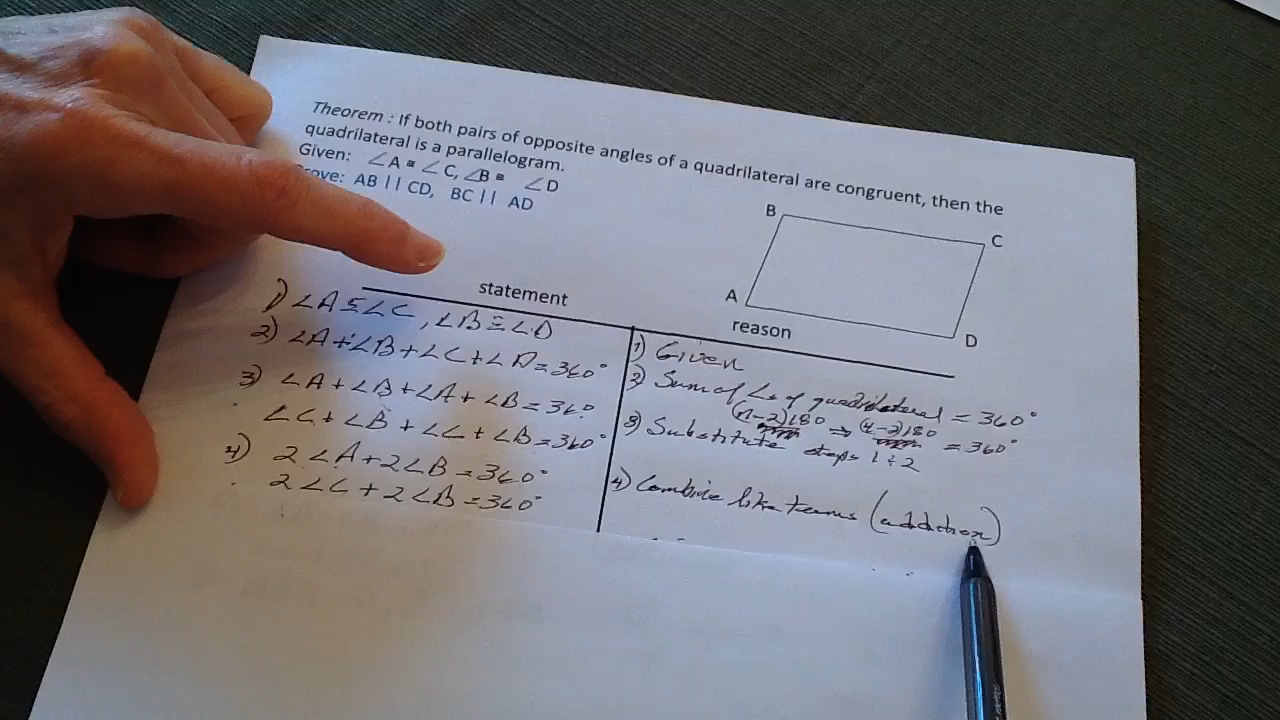 Theorem : If both pairs of opposite angles of a quadrilateral are congruent, then the
quadrilateral is a parallelogram.
Given: ∠A ≅ ∠C, ∠B ≅ ∠D
rove: AB || CD, BC || AD
B
C
A
D
statement
reason
1) ∠A ≅ ∠C, ∠B ≅ ∠D
2) ∠A + ∠B + ∠C + ∠D = 360°
3) ∠A + ∠B + ∠A + ∠B = 360
∠C + ∠B + ∠C + ∠B = 360°
4) 2∠A + 2∠B = 360°
2∠C + 2∠B = 360°
1) Given
2) Sum of ∠s of quadrilateral = 360°
(n-2)180 ⇒ (4-2)180 = 360°
3) Substitute steps 1 + 2
4) Combine like terms (addition)